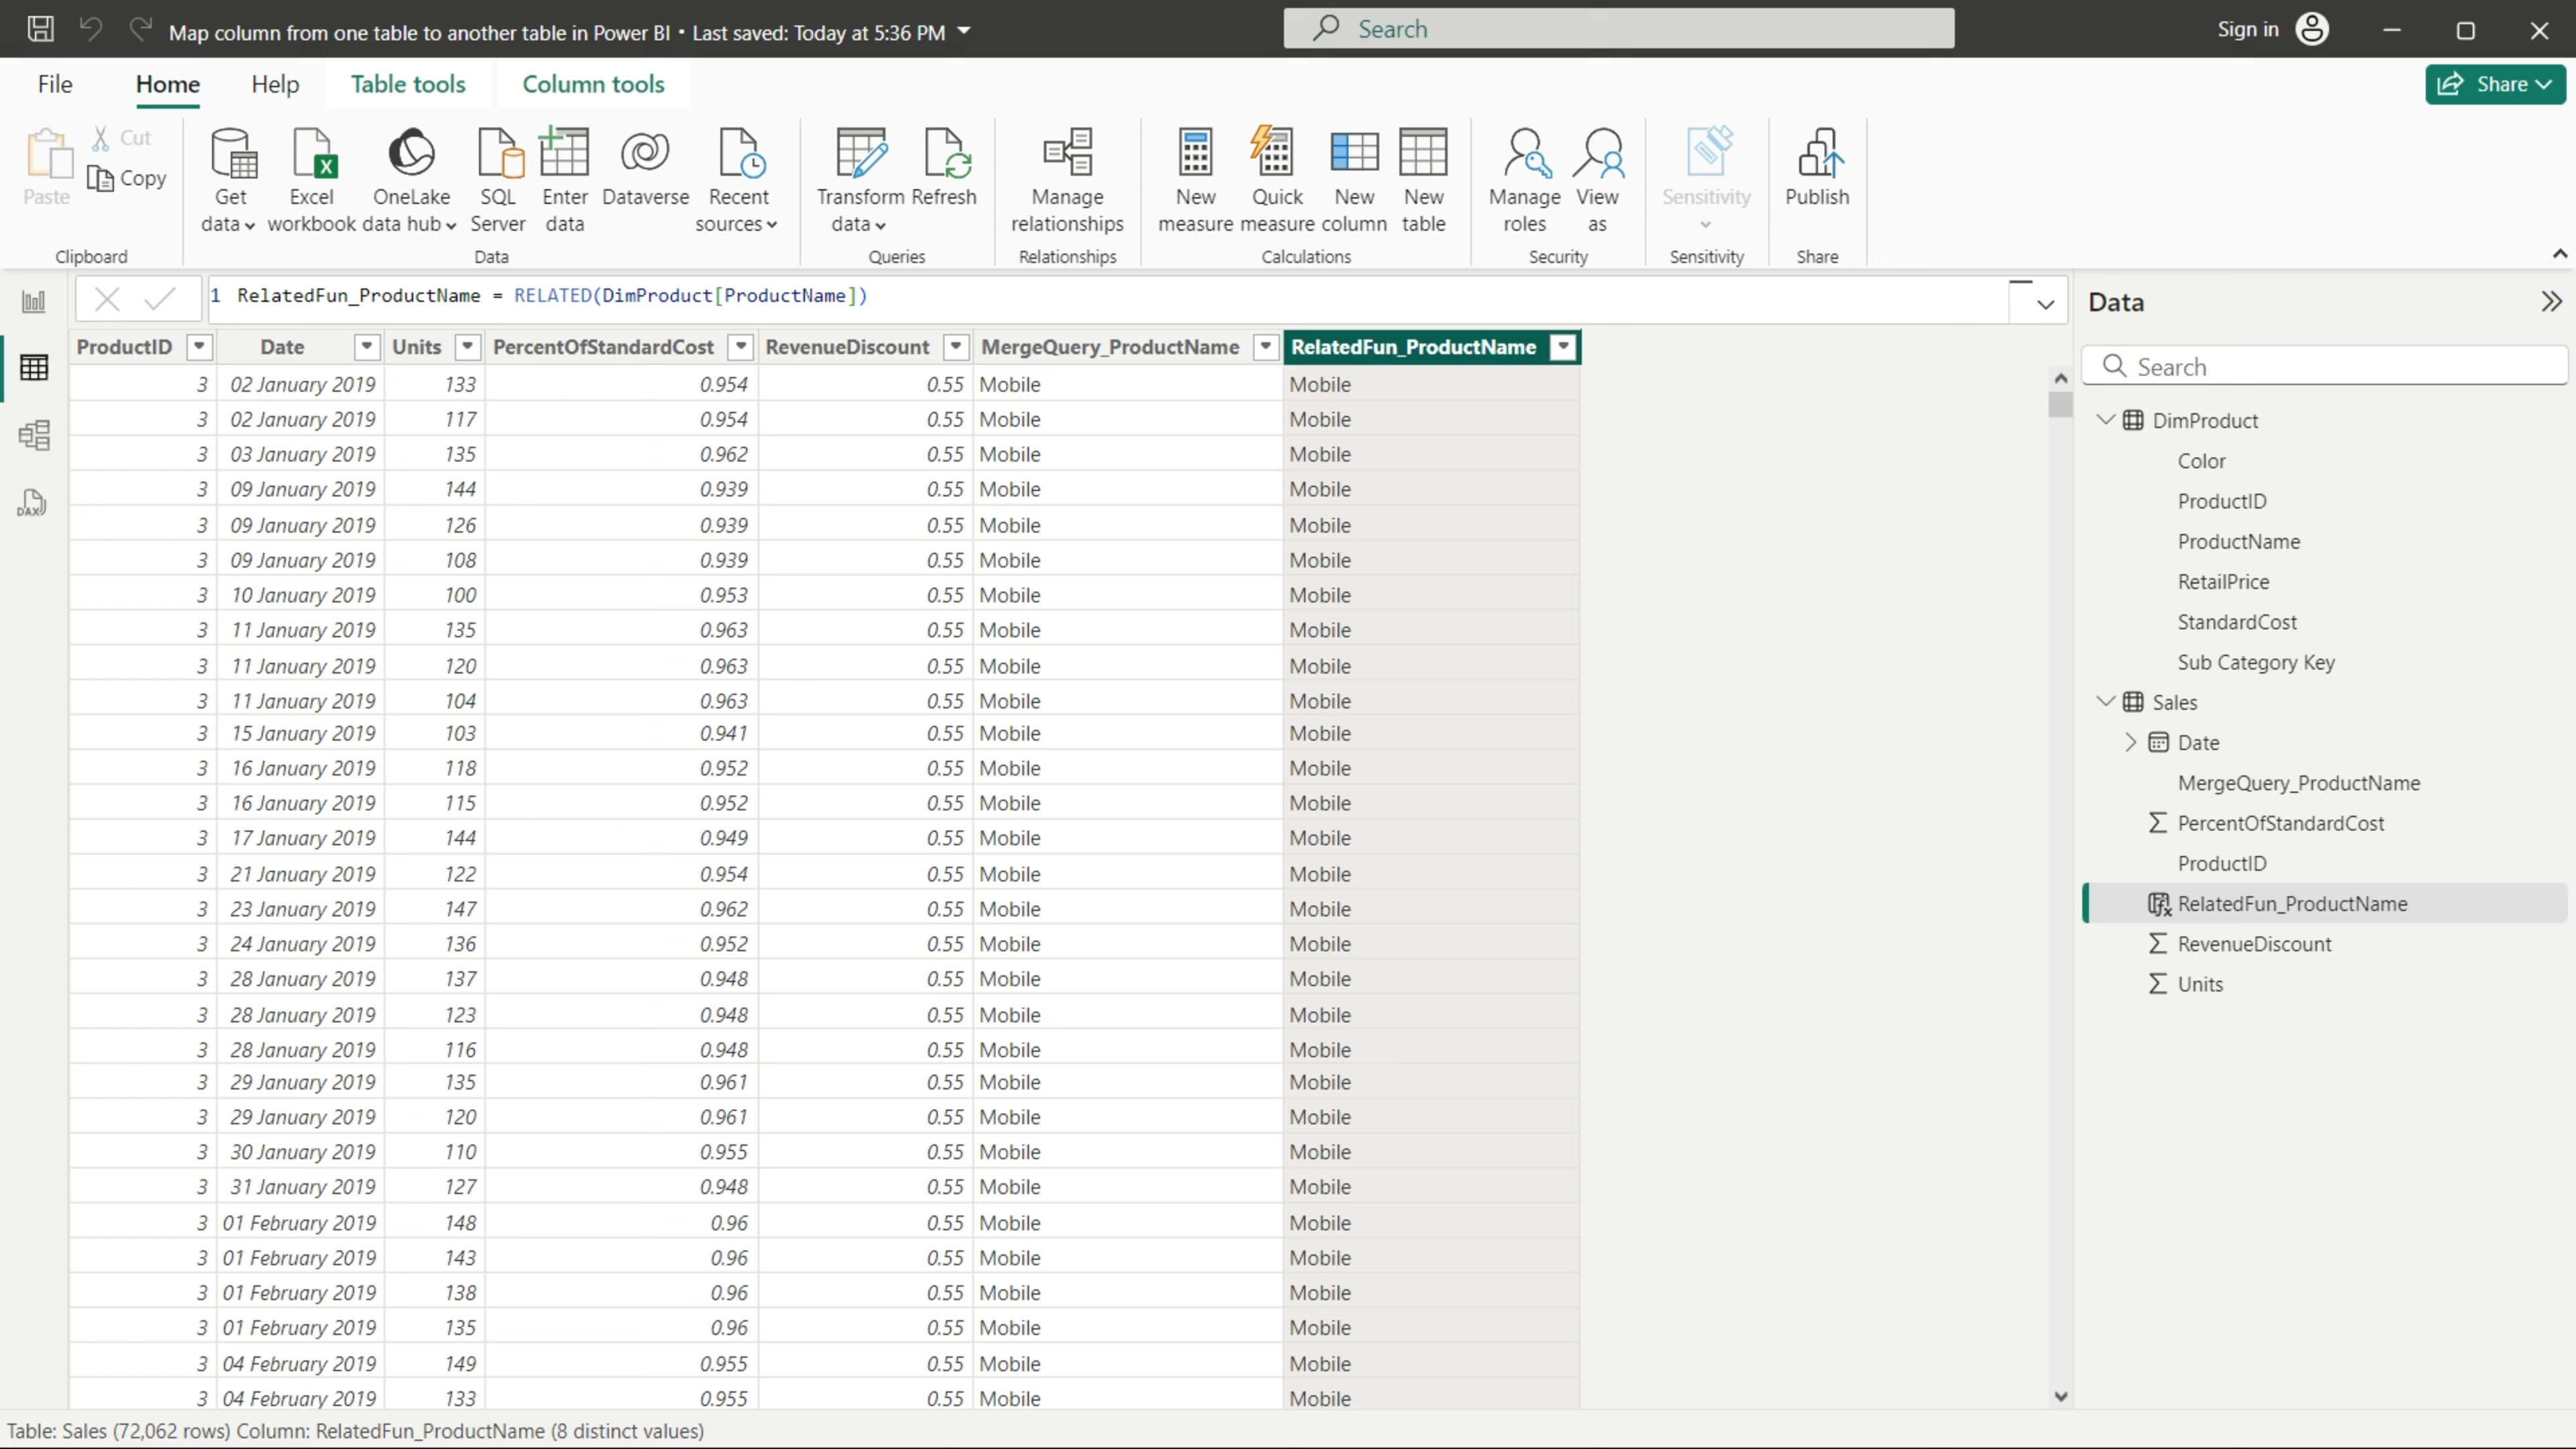 Map column from one table to another table in Power BI • Last saved: Today at 5:36 PM
Search
Sign in
File Home Help Table tools Column tools
Share
Paste
Cut
Copy
Clipboard
Get data
Excel workbook
OneLake data hub
SQL Server
Enter data
Dataverse
Recent sources
Data
Transform data
Refresh
Queries
Manage relationships
Relationships
New measure
Quick measure
New column
New table
Calculations
Manage roles
View as
Security
Sensitivity
Sensitivity
Publish
Share
1 RelatedFun_ProductName = RELATED(DimProduct[ProductName])
DAX
ProductID Date Units PercentOfStandardCost RevenueDiscount MergeQuery_ProductName RelatedFun_ProductName
3 02 January 2019 133 0.954 0.55 Mobile Mobile
3 02 January 2019 117 0.954 0.55 Mobile Mobile
3 03 January 2019 135 0.962 0.55 Mobile Mobile
3 09 January 2019 144 0.939 0.55 Mobile Mobile
3 09 January 2019 126 0.939 0.55 Mobile Mobile
3 09 January 2019 108 0.939 0.55 Mobile Mobile
3 10 January 2019 100 0.953 0.55 Mobile Mobile
3 11 January 2019 135 0.963 0.55 Mobile Mobile
3 11 January 2019 120 0.963 0.55 Mobile Mobile
3 11 January 2019 104 0.963 0.55 Mobile Mobile
3 15 January 2019 103 0.941 0.55 Mobile Mobile
3 16 January 2019 118 0.952 0.55 Mobile Mobile
3 16 January 2019 115 0.952 0.55 Mobile Mobile
3 17 January 2019 144 0.949 0.55 Mobile Mobile
3 21 January 2019 122 0.954 0.55 Mobile Mobile
3 23 January 2019 147 0.962 0.55 Mobile Mobile
3 24 January 2019 136 0.952 0.55 Mobile Mobile
3 28 January 2019 137 0.948 0.55 Mobile Mobile
3 28 January 2019 123 0.948 0.55 Mobile Mobile
3 28 January 2019 116 0.948 0.55 Mobile Mobile
3 29 January 2019 135 0.961 0.55 Mobile Mobile
3 29 January 2019 120 0.961 0.55 Mobile Mobile
3 30 January 2019 110 0.955 0.55 Mobile Mobile
3 31 January 2019 127 0.948 0.55 Mobile Mobile
3 01 February 2019 148 0.96 0.55 Mobile Mobile
3 01 February 2019 143 0.96 0.55 Mobile Mobile
3 01 February 2019 138 0.96 0.55 Mobile Mobile
3 01 February 2019 135 0.96 0.55 Mobile Mobile
3 04 February 2019 149 0.955 0.55 Mobile Mobile
3 04 February 2019 133 0.955 0.55 Mobile Mobile
Data
Search
DimProduct
Color
ProductID
ProductName
RetailPrice
StandardCost
Sub Category Key
Sales
Date
MergeQuery_ProductName
PercentOfStandardCost
ProductID
RelatedFun_ProductName
RevenueDiscount
Units
Table: Sales (72,062 rows) Column: RelatedFun_ProductName (8 distinct values)